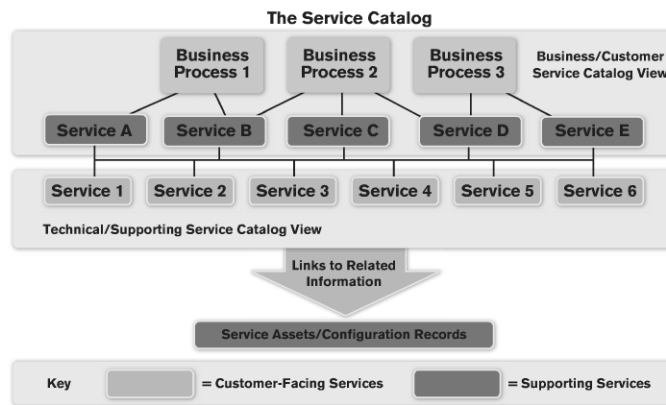 The Service Catalog
Business
Process 1
Business
Process 2
Business
Process 3
Business/Customer
Service Catalog View
Service A
Service B
Service C
Service D
Service E
Service 1
Service 2
Service 3
Service 4
Service 5
Service 6
Technical/Supporting Service Catalog View
Links to Related
Information
Service Assets/Configuration Records
Key
= Customer-Facing Services
= Supporting Services